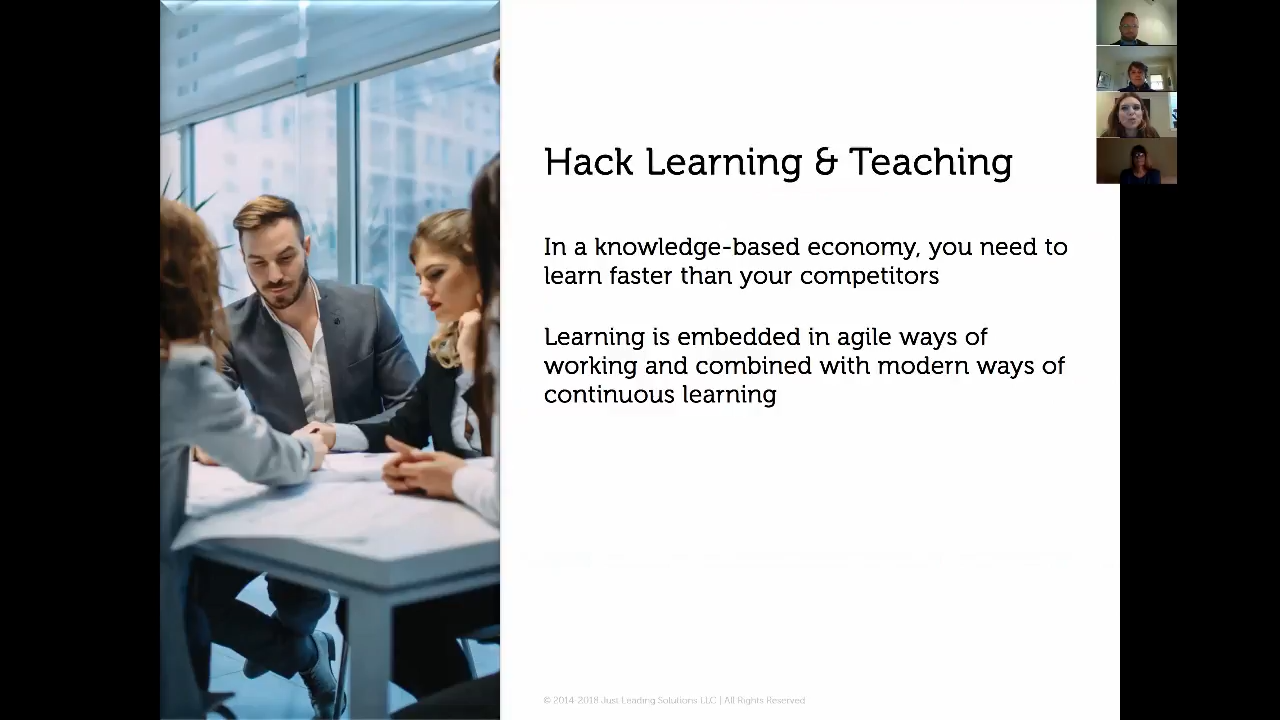 Hack Learning & Teaching
In a knowledge-based economy, you need to
learn faster than your competitors
Learning is embedded in agile ways of
working and combined with modern ways of
continuous learning
© 2014-2018 Just Leading Solutions LLC | All Rights Reserved